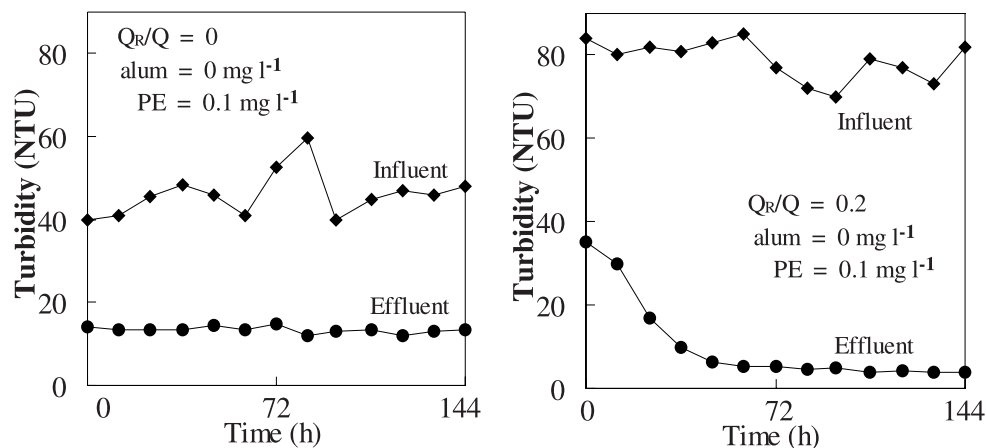 Q_R/Q = 0
alum = 0 mg l⁻¹
PE = 0.1 mg l⁻¹
Turbidity (NTU)
80
60
40
20
0
Influent
Effluent
0 72 144
Time (h)
Turbidity (NTU)
80
60
40
20
0
Influent
Q_R/Q = 0.2
alum = 0 mg l⁻¹
PE = 0.1 mg l⁻¹
Effluent
0 72 144
Time (h)